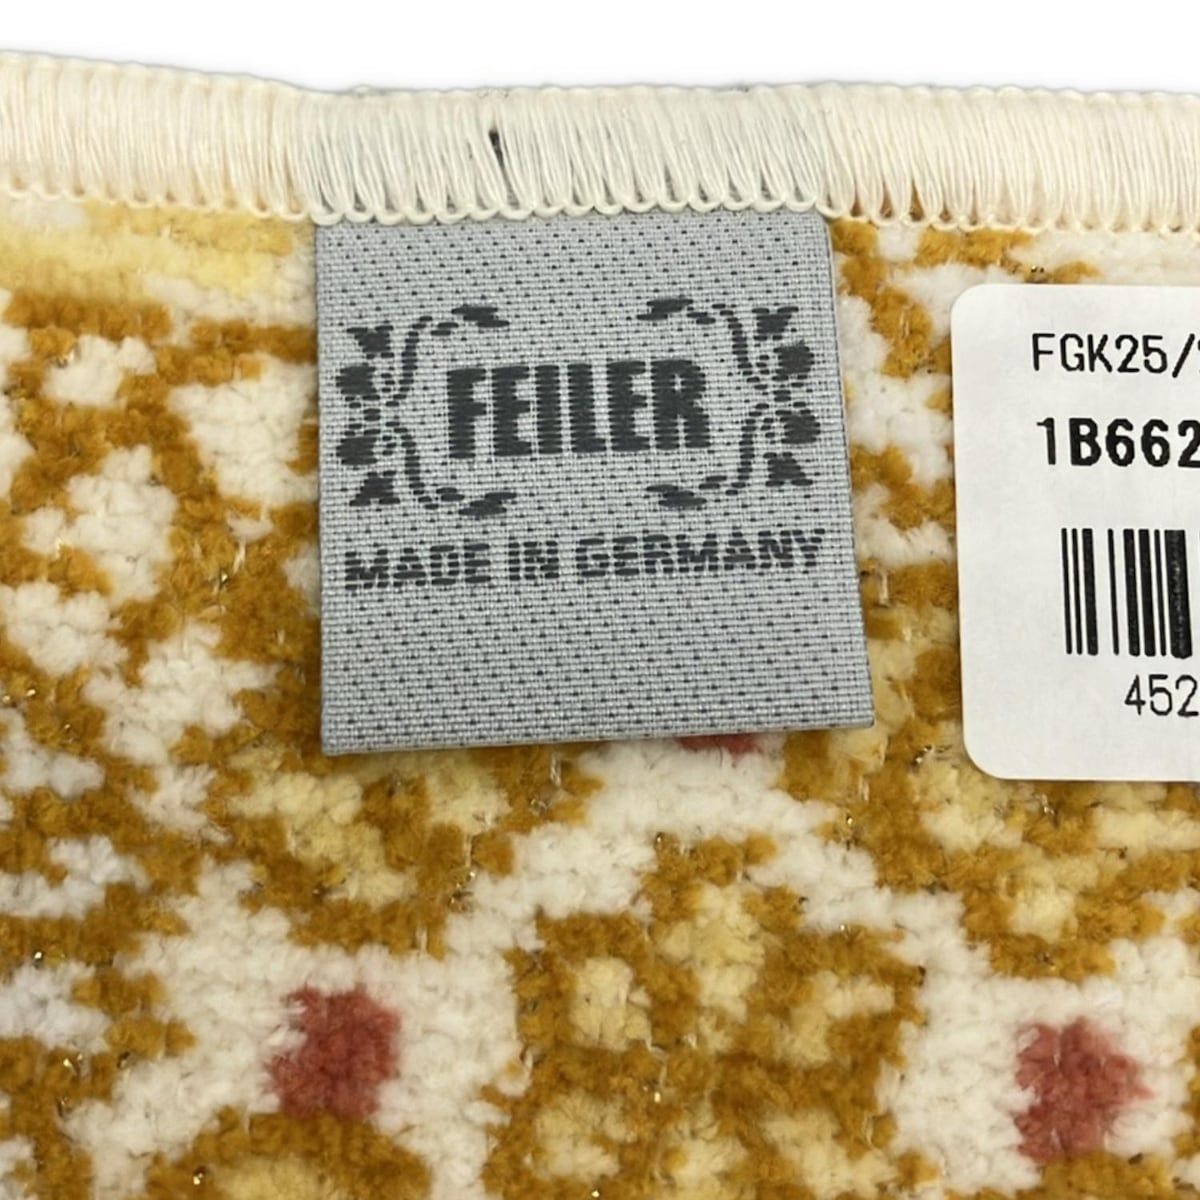 FEILER
MADE IN GERMANY
FGK25/
1B662
452